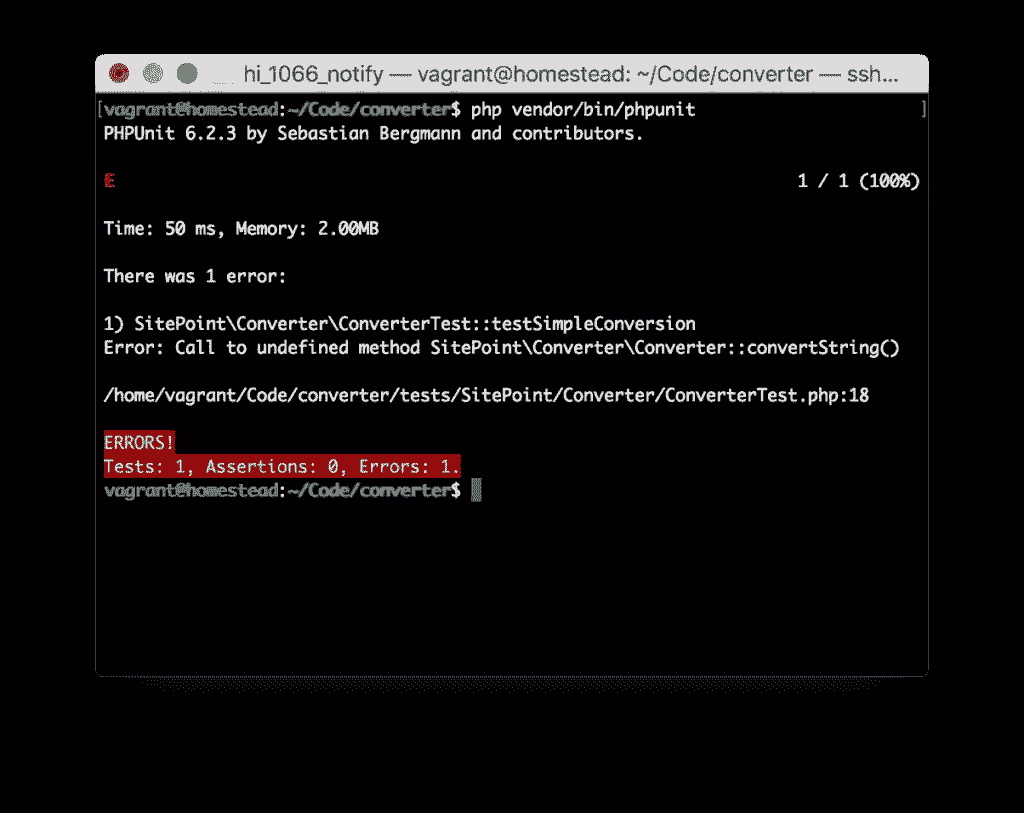 hi_1066_notify — vagrant@homestead: ~/Code/converter — ssh...
[vagrant@homestead:~/Code/converter$ php vendor/bin/phpunit ]
PHPUnit 6.2.3 by Sebastian Bergmann and contributors.
E 1 / 1 (100%)
Time: 50 ms, Memory: 2.00MB
There was 1 error:
1) SitePoint\Converter\ConverterTest::testSimpleConversion
Error: Call to undefined method SitePoint\Converter\Converter::convertString()
/home/vagrant/Code/converter/tests/SitePoint/Converter/ConverterTest.php:18
ERRORS!
Tests: 1, Assertions: 0, Errors: 1.
vagrant@homestead:~/Code/converter$